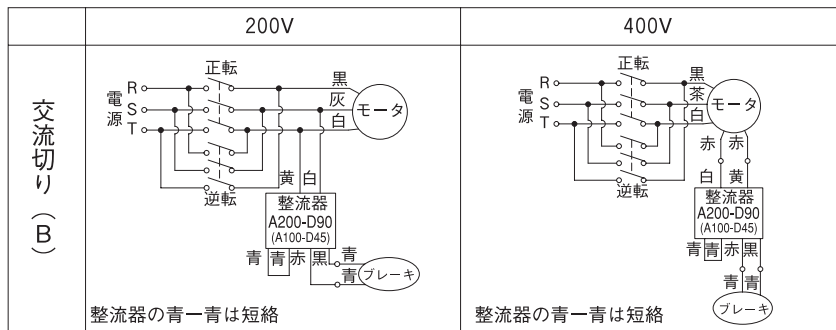 200V
400V
交流切り（B）
正転
黒
R
電源
S
灰
モータ
T
白
黄 白
逆転
整流器
A200-D90
(A100-D45)
青 青 赤 黒
青
青
ブレーキ
整流器の青ー青は短絡
正転
黒
R
電源
S
茶
モータ
T
白
赤 赤
逆転
白 黄
整流器
A200-D90
(A100-D45)
青 青 赤 黒
青 青
ブレーキ
整流器の青ー青は短絡